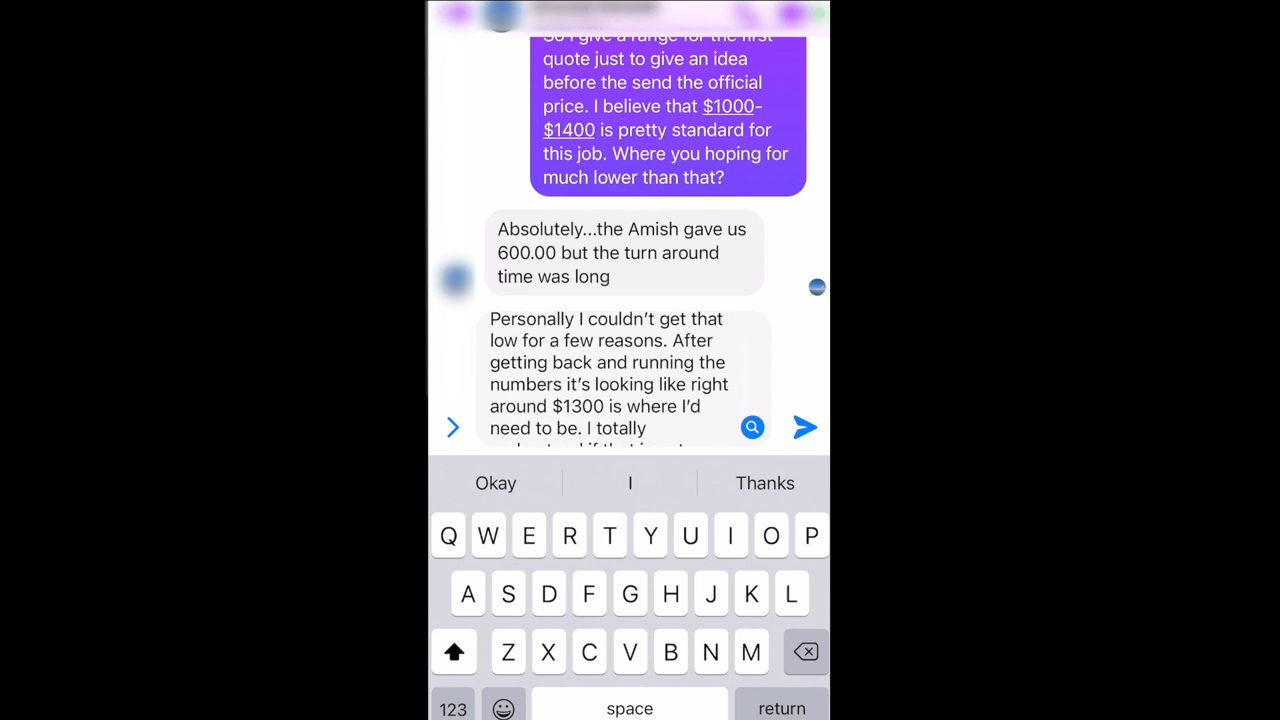 So I give a range for the first
quote just to give an idea
before the send the official
price. I believe that $1000-
$1400 is pretty standard for
this job. Where you hoping for
much lower than that?
Absolutely...the Amish gave us
600.00 but the turn around
time was long
Personally I couldn't get that
low for a few reasons. After
getting back and running the
numbers it's looking like right
around $1300 is where I'd
need to be. I totally
Okay I Thanks
Q W E R T Y U I O P
A S D F G H J K L
Z X C V B N M
123 space return